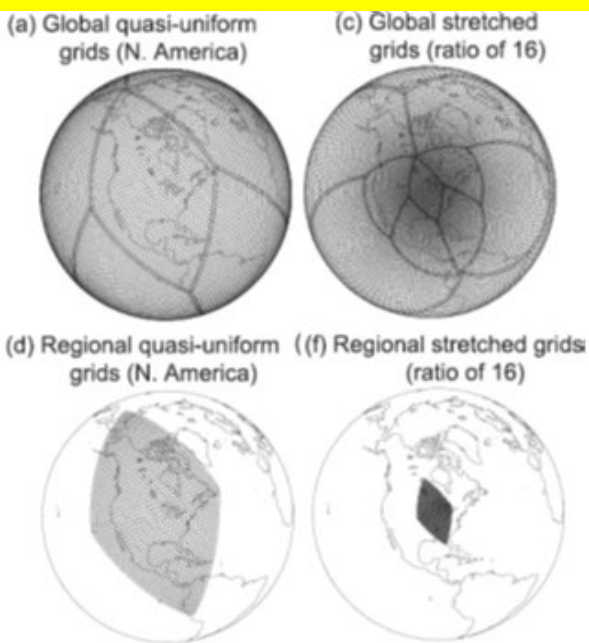 (a) Global quasi-uniform
grids (N. America)
(c) Global stretched
grids (ratio of 16)
(d) Regional quasi-uniform
grids (N. America)
((f) Regional stretched grids
(ratio of 16)